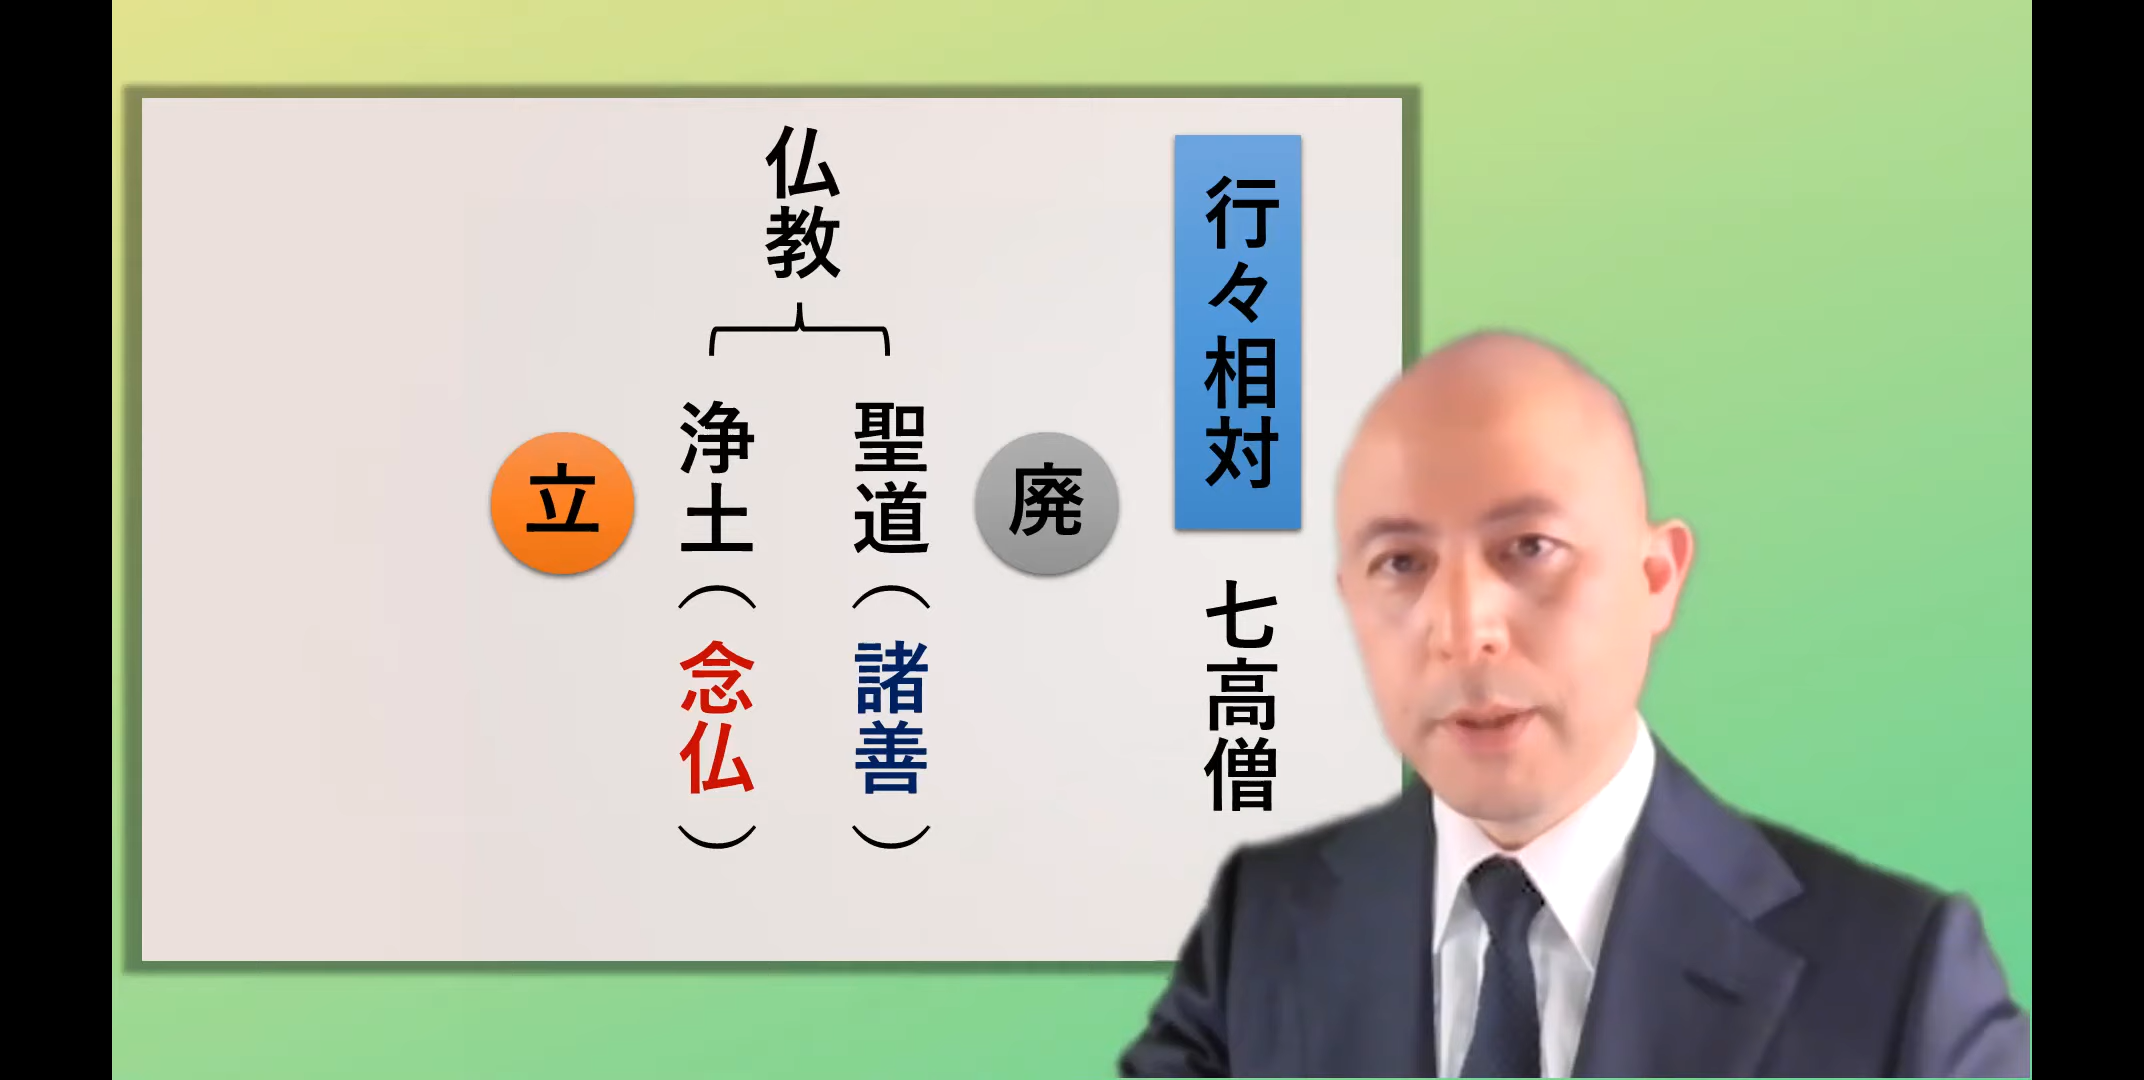 行々相対
七高僧
仏教
廃
聖道（諸善）
浄土（念仏）
立